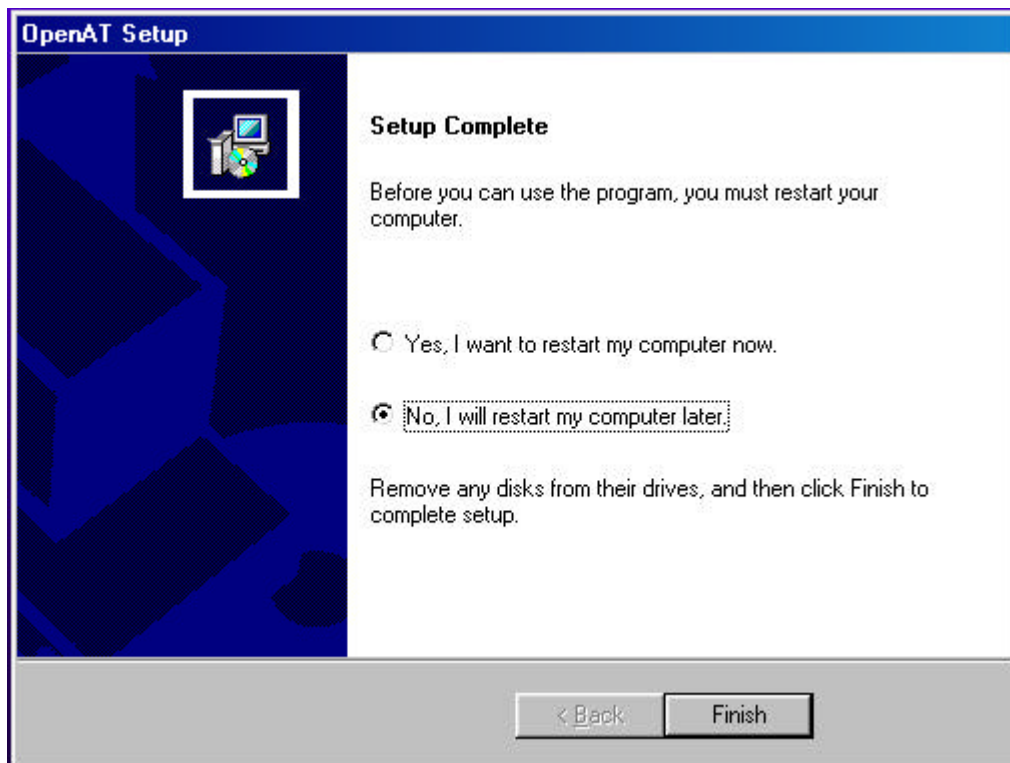 OpenAT Setup
Setup Complete
Before you can use the program, you must restart your
computer.
Yes, I want to restart my computer now.
No, I will restart my computer later.
Remove any disks from their drives, and then click Finish to
complete setup.
< Back
Finish